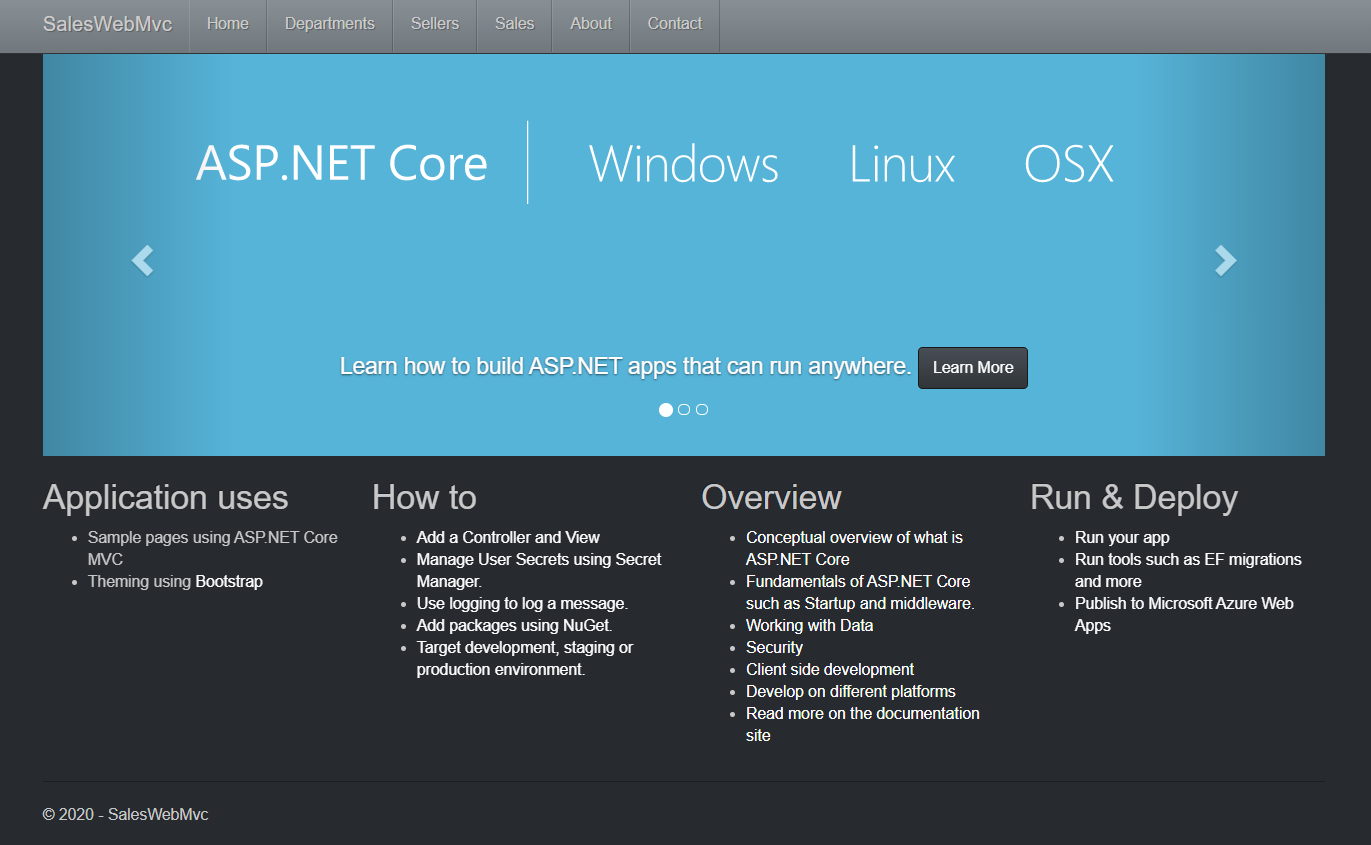 SalesWebMvc Home Departments Sellers Sales About Contact
ASP.NET Core Windows Linux OSX
Learn how to build ASP.NET apps that can run anywhere. Learn More
Application uses
Sample pages using ASP.NET Core
MVC
Theming using Bootstrap
How to
Add a Controller and View
Manage User Secrets using Secret
Manager.
Use logging to log a message.
Add packages using NuGet.
Target development, staging or
production environment.
Overview
Conceptual overview of what is
ASP.NET Core
Fundamentals of ASP.NET Core
such as Startup and middleware.
Working with Data
Security
Client side development
Develop on different platforms
Read more on the documentation
site
Run & Deploy
Run your app
Run tools such as EF migrations
and more
Publish to Microsoft Azure Web
Apps
© 2020 - SalesWebMvc